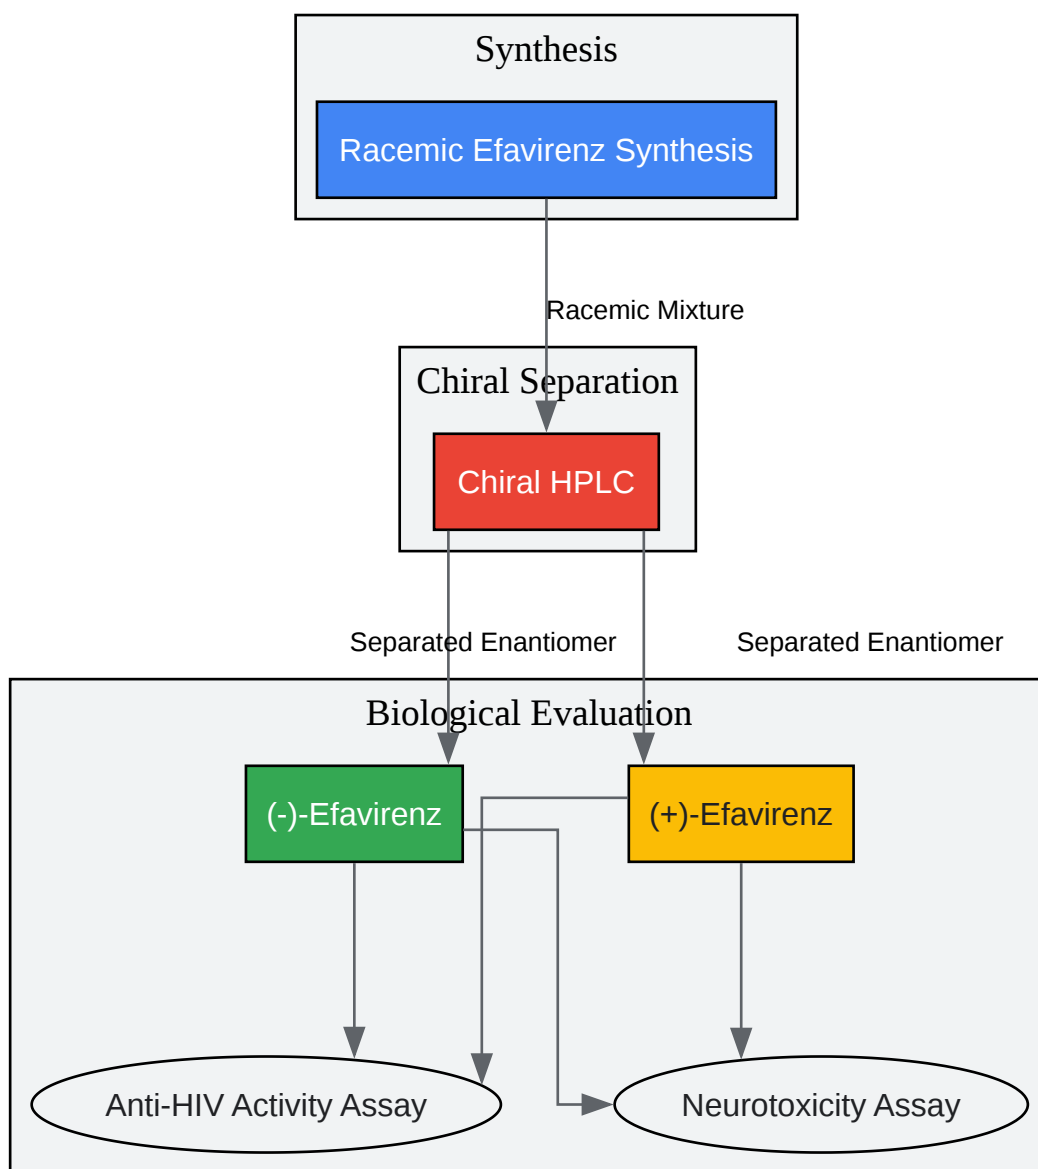 Synthesis
Racemic Efavirenz Synthesis
Racemic Mixture
Chiral Separation
Chiral HPLC
Separated Enantiomer
Separated Enantiomer
Biological Evaluation
(-)-Efavirenz
(+)-Efavirenz
Anti-HIV Activity Assay
Neurotoxicity Assay